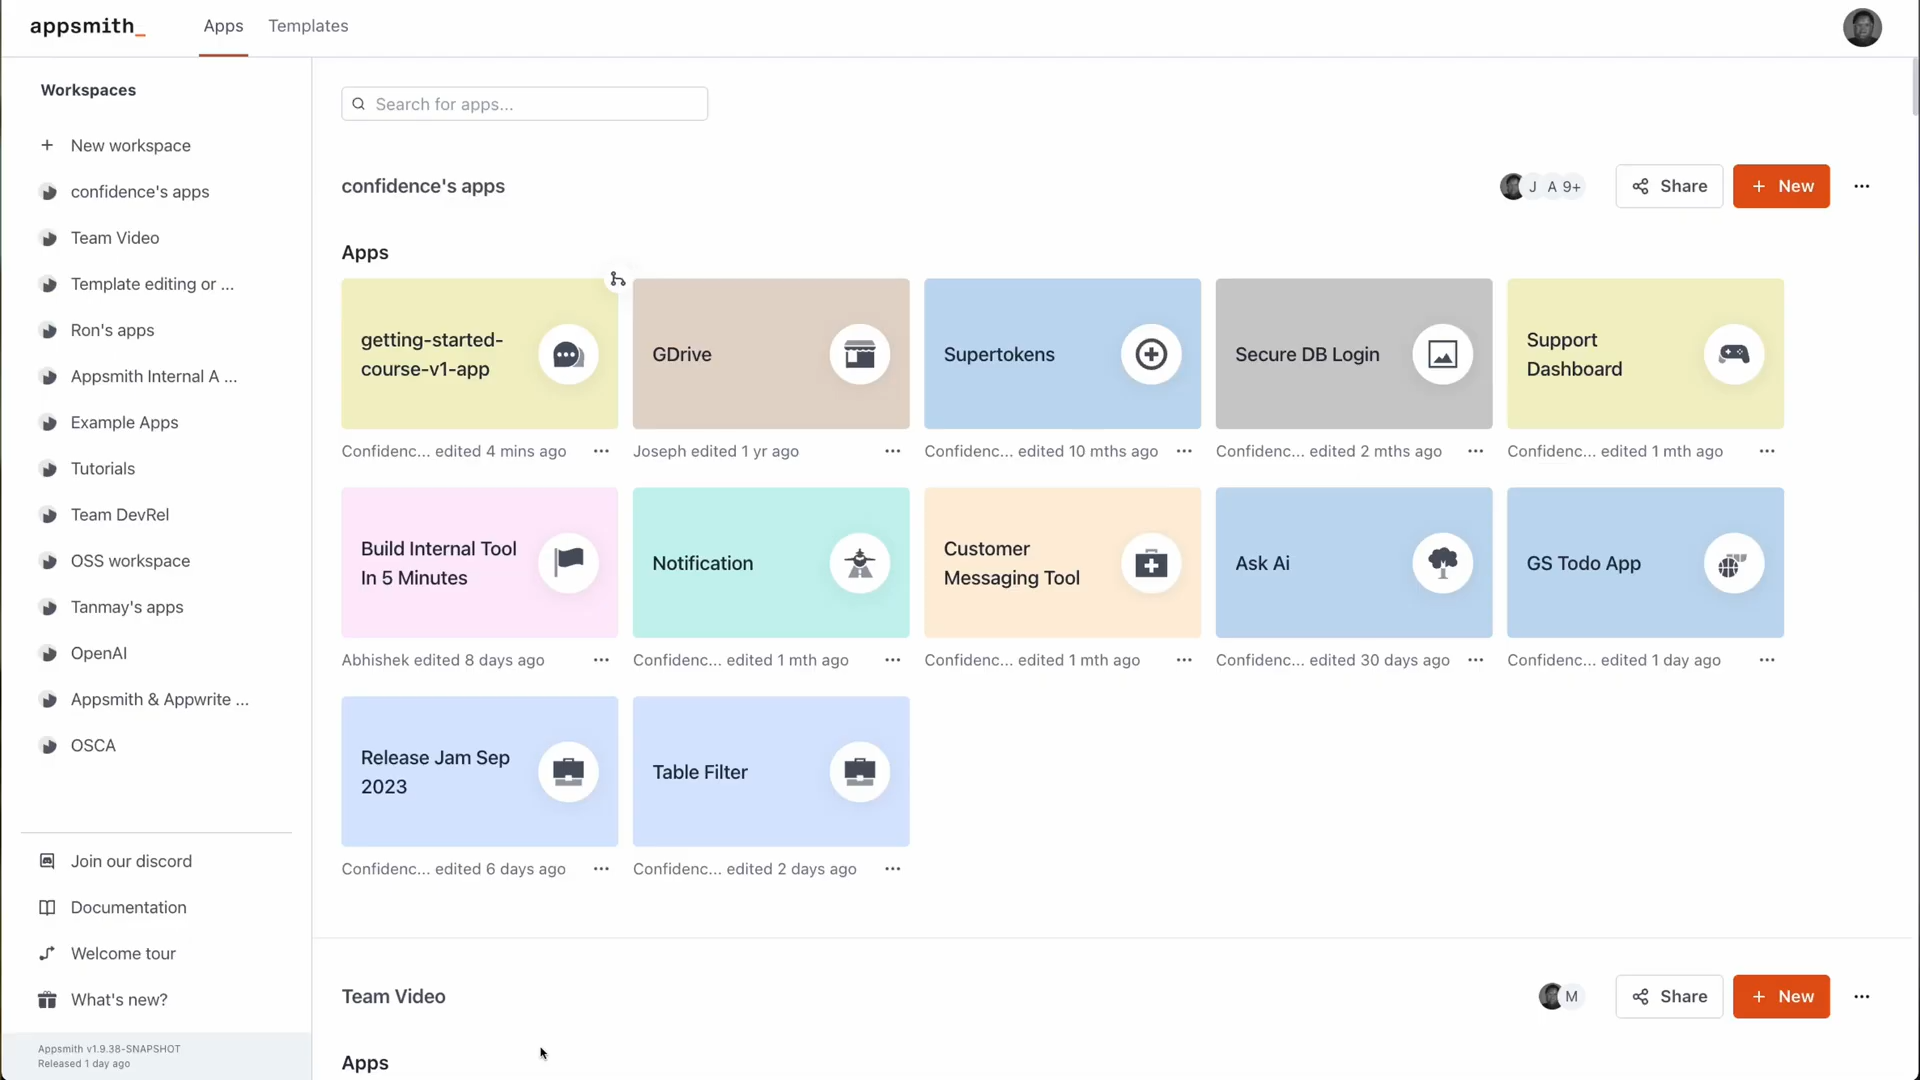 appsmith_
Apps
Templates
Workspaces
New workspace
confidence's apps
Team Video
Template editing or ...
Ron's apps
Appsmith Internal A ...
Example Apps
Tutorials
Team DevRel
OSS workspace
Tanmay's apps
OpenAI
Appsmith & Appwrite ...
OSCA
Join our discord
Documentation
Welcome tour
What's new?
Appsmith v1.9.38-SNAPSHOT
Released 1 day ago
Search for apps...
confidence's apps
J A 9+
Share
+ New
Apps
getting-started-
course-v1-app
GDrive
Supertokens
Secure DB Login
Support
Dashboard
Confidenc... edited 4 mins ago
Joseph edited 1 yr ago
Confidenc... edited 10 mths ago
Confidenc... edited 2 mths ago
Confidenc... edited 1 mth ago
Build Internal Tool
In 5 Minutes
Notification
Customer
Messaging Tool
Ask Ai
GS Todo App
Abhishek edited 8 days ago
Confidenc... edited 1 mth ago
Confidenc... edited 1 mth ago
Confidenc... edited 30 days ago
Confidenc... edited 1 day ago
Release Jam Sep
2023
Table Filter
Confidenc... edited 6 days ago
Confidenc... edited 2 days ago
Team Video
M
Share
+ New
Apps